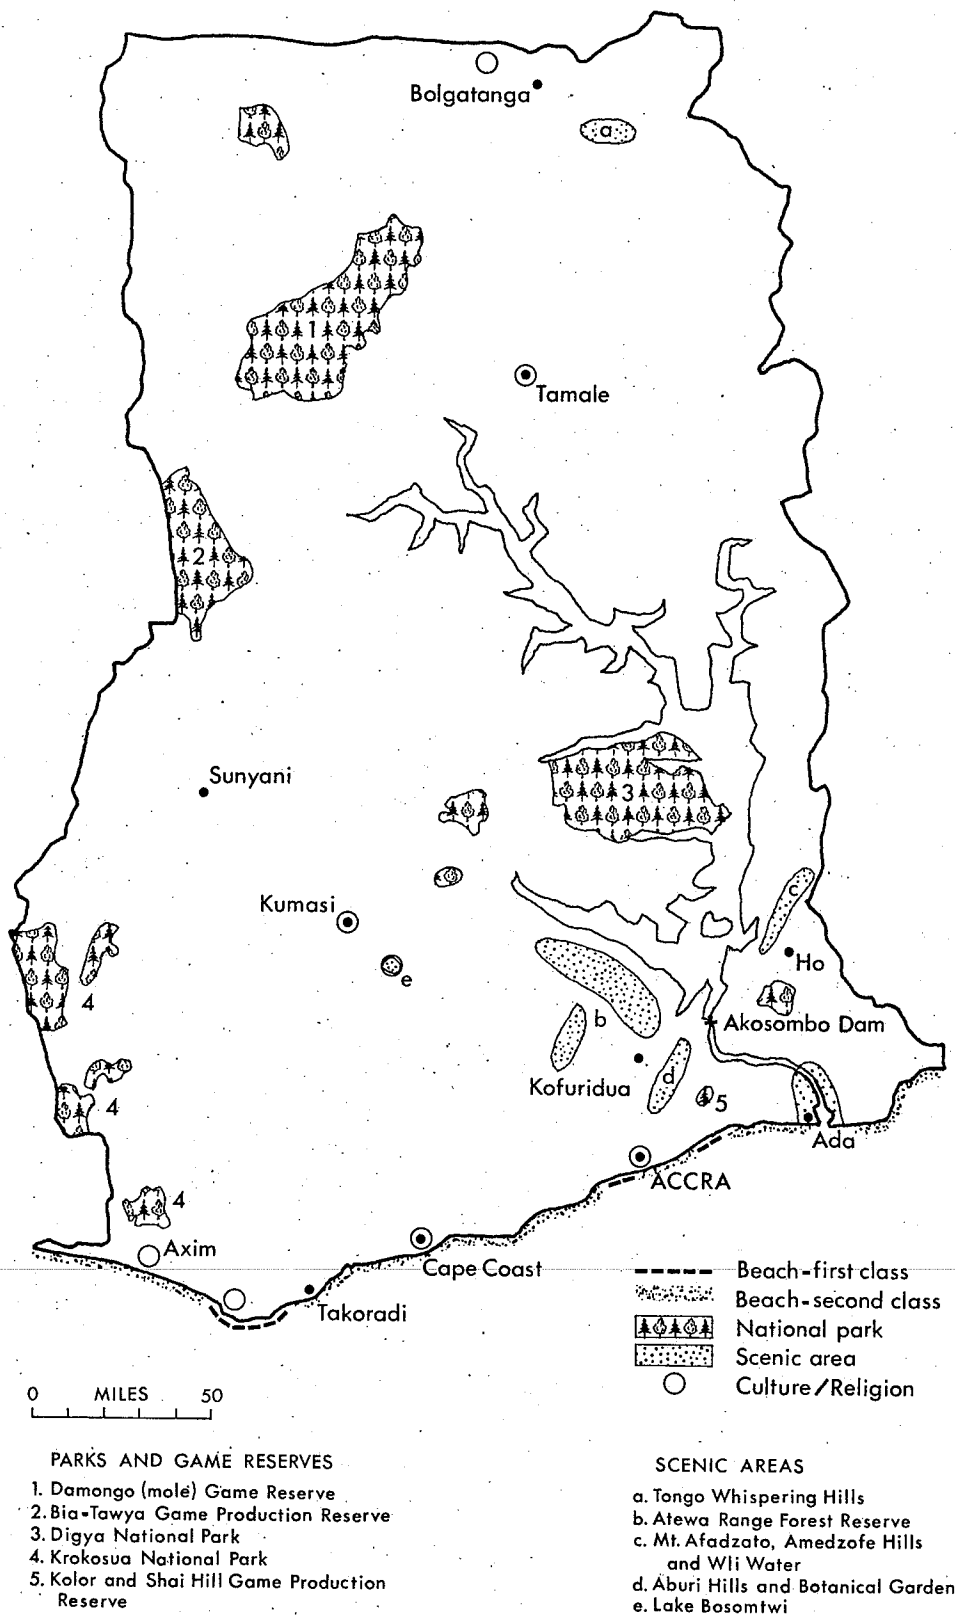 Bolgatanga
a
1
Tamale
2
3
Sunyani
c
Kumasi
Ho
e
4
b
Akosombo Dam
Kofuridua
d
5
4
Ada
4
ACCRA
Axim
Cape Coast
Takoradi
Beach-first class
Beach-second class
National park
Scenic area
Culture/Religion
0 MILES 50
PARKS AND GAME RESERVES
1. Damongo (mole) Game Reserve
2. Bia-Tawya Game Production Reserve
3. Digya National Park
4. Krokosua National Park
5. Kolor and Shai Hill Game Production
Reserve
SCENIC AREAS
a. Tongo Whispering Hills
b. Atewa Range Forest Reserve
c. Mt. Afadzato, Amedzofe Hills
and Wli Water
d. Aburi Hills and Botanical Garden
e. Lake Bosomtwi